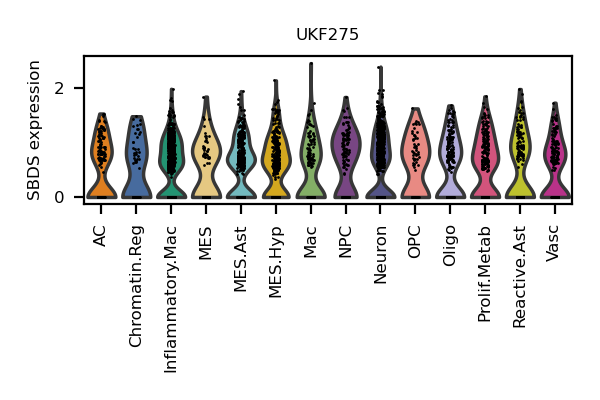 UKF275
SBDS expression
2
0
AC
Chromatin.Reg
Inflammatory.Mac
MES
MES.Ast
MES.Hyp
Mac
NPC
Neuron
OPC
Oligo
Prolif.Metab
Reactive.Ast
Vasc